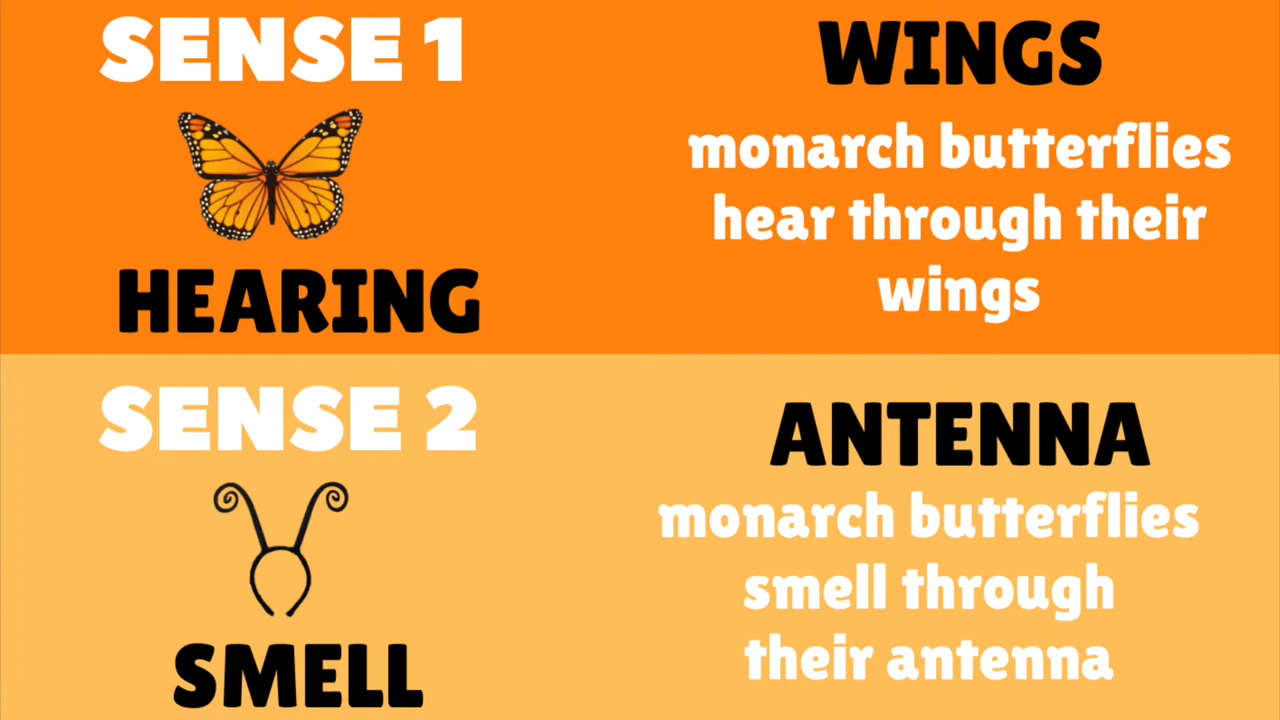 SENSE 1
HEARING
WINGS
monarch butterflies
hear through their
wings
SENSE 2
SMELL
ANTENNA
monarch butterflies
smell through
their antenna